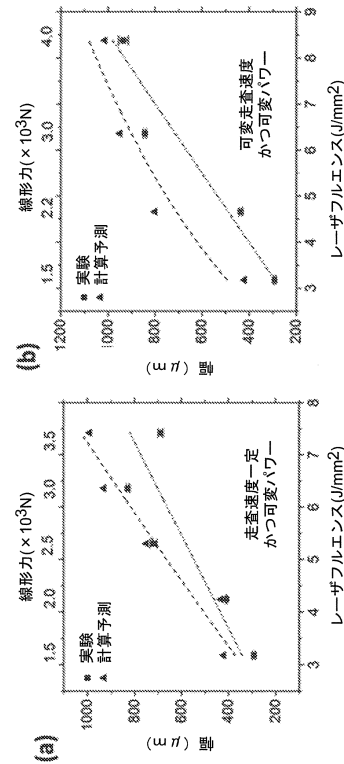 (a)
線形力(×10³N)
1.5 2.0 2.5 3.0 3.5
実験
計算予測
1000
800
600
400
200
(μm)
走査速度一定
かつ可変パワー
3 4 5 6 7 8
レーザフルエンス(J/mm²)
(b)
線形力(×10³N)
1.5 2.2 3.0 4.0
実験
計算予測
1200
1000
800
600
400
200
(μm)
可変走査速度
かつ可変パワー
3 4 5 6 7 8 9
レーザフルエンス(J/mm²)